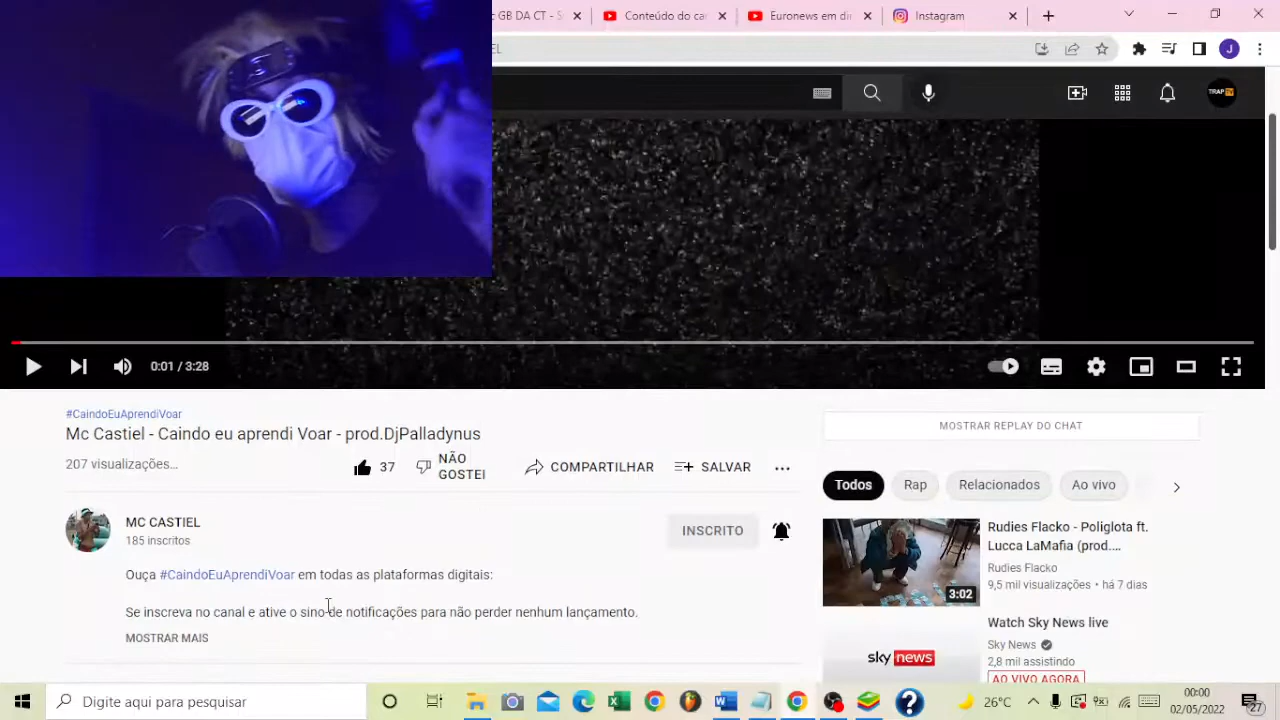 GB DA CT - S
Conteúdo do ca
Euronews em di
Instagram
EL
J
TRAP TV
0:01 / 3:28
#CaindoEuAprendiVoar
Mc Castiel - Caindo eu aprendi Voar - prod.DjPalladynus
207 visualizações...
37
NÃO
GOSTEI
COMPARTILHAR
SALVAR
MC CASTIEL
185 inscritos
INSCRITO
Ouça #CaindoEuAprendiVoar em todas as plataformas digitais:
Se inscreva no canal e ative o sino de notificações para não perder nenhum lançamento.
MOSTRAR MAIS
MOSTRAR REPLAY DO CHAT
Todos
Rap
Relacionados
Ao vivo
3:02
Rudies Flacko - Poliglota ft.
Lucca LaMafia (prod....
Rudies Flacko
9,5 mil visualizações • há 7 dias
sky news
Watch Sky News live
Sky News
2,8 mil assistindo
AO VIVO AGORA
Digite aqui para pesquisar
26°C
00:00
02/05/2022
27